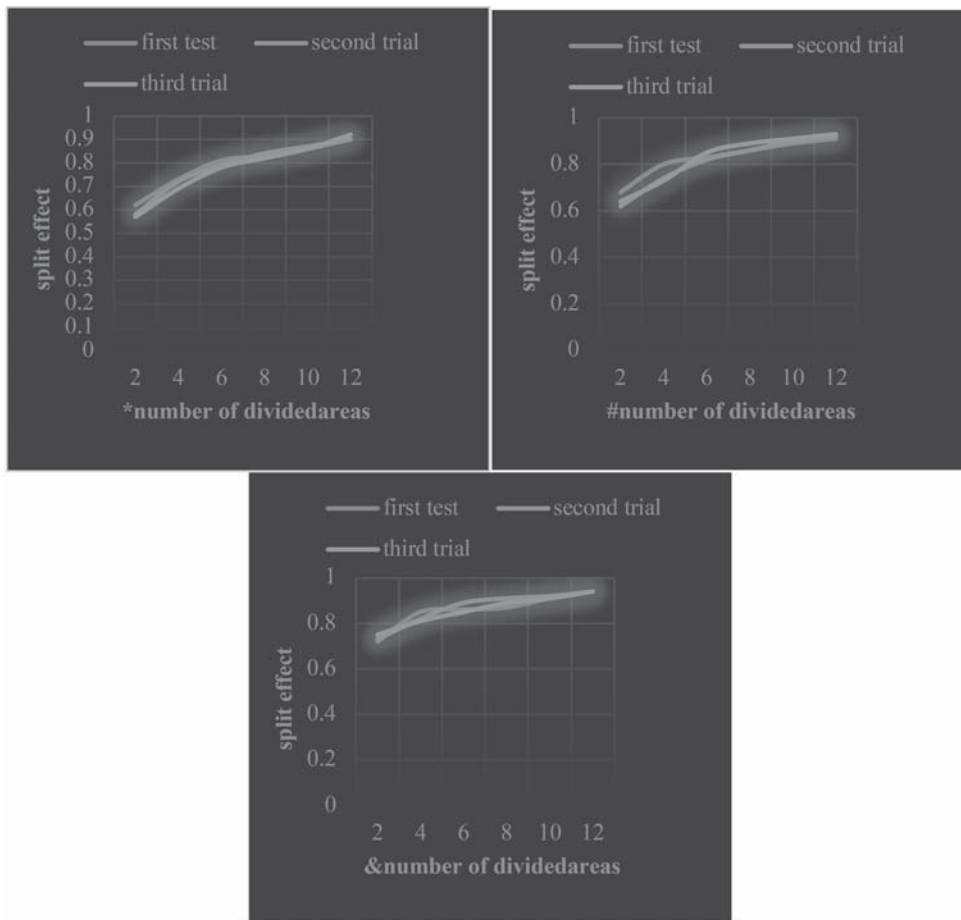 first test second trial
third trial
1
0.9
0.8
0.7
0.6
0.5
0.4
0.3
0.2
0.1
0
split effect
2 4 6 8 10 12
*number of dividedareas
first test second trial
third trial
1
0.8
0.6
0.4
0.2
0
split effect
2 4 6 8 10 12
#number of dividedareas
first test second trial
third trial
1
0.8
0.6
0.4
0.2
0
split effect
2 4 6 8 10 12
&number of dividedareas